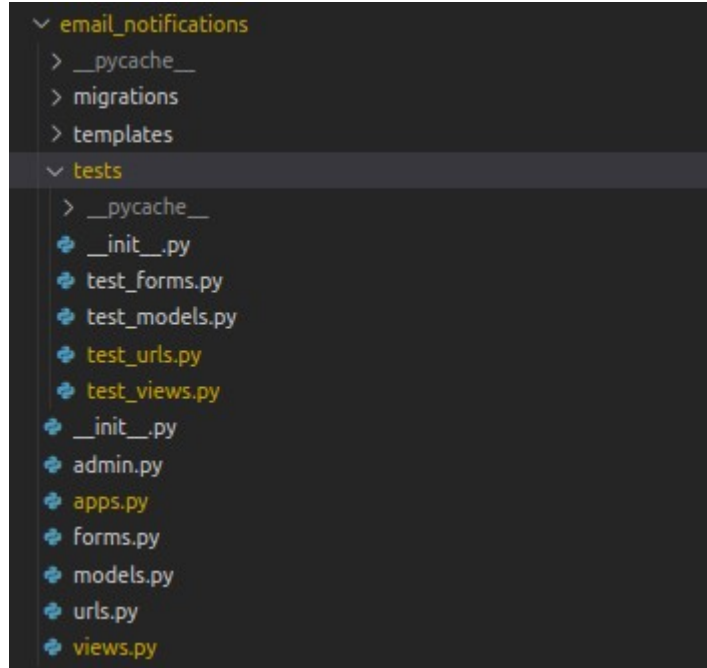 email_notifications
__pycache__
migrations
templates
tests
__pycache__
__init__.py
test_forms.py
test_models.py
test_urls.py
test_views.py
__init__.py
admin.py
apps.py
forms.py
models.py
urls.py
views.py